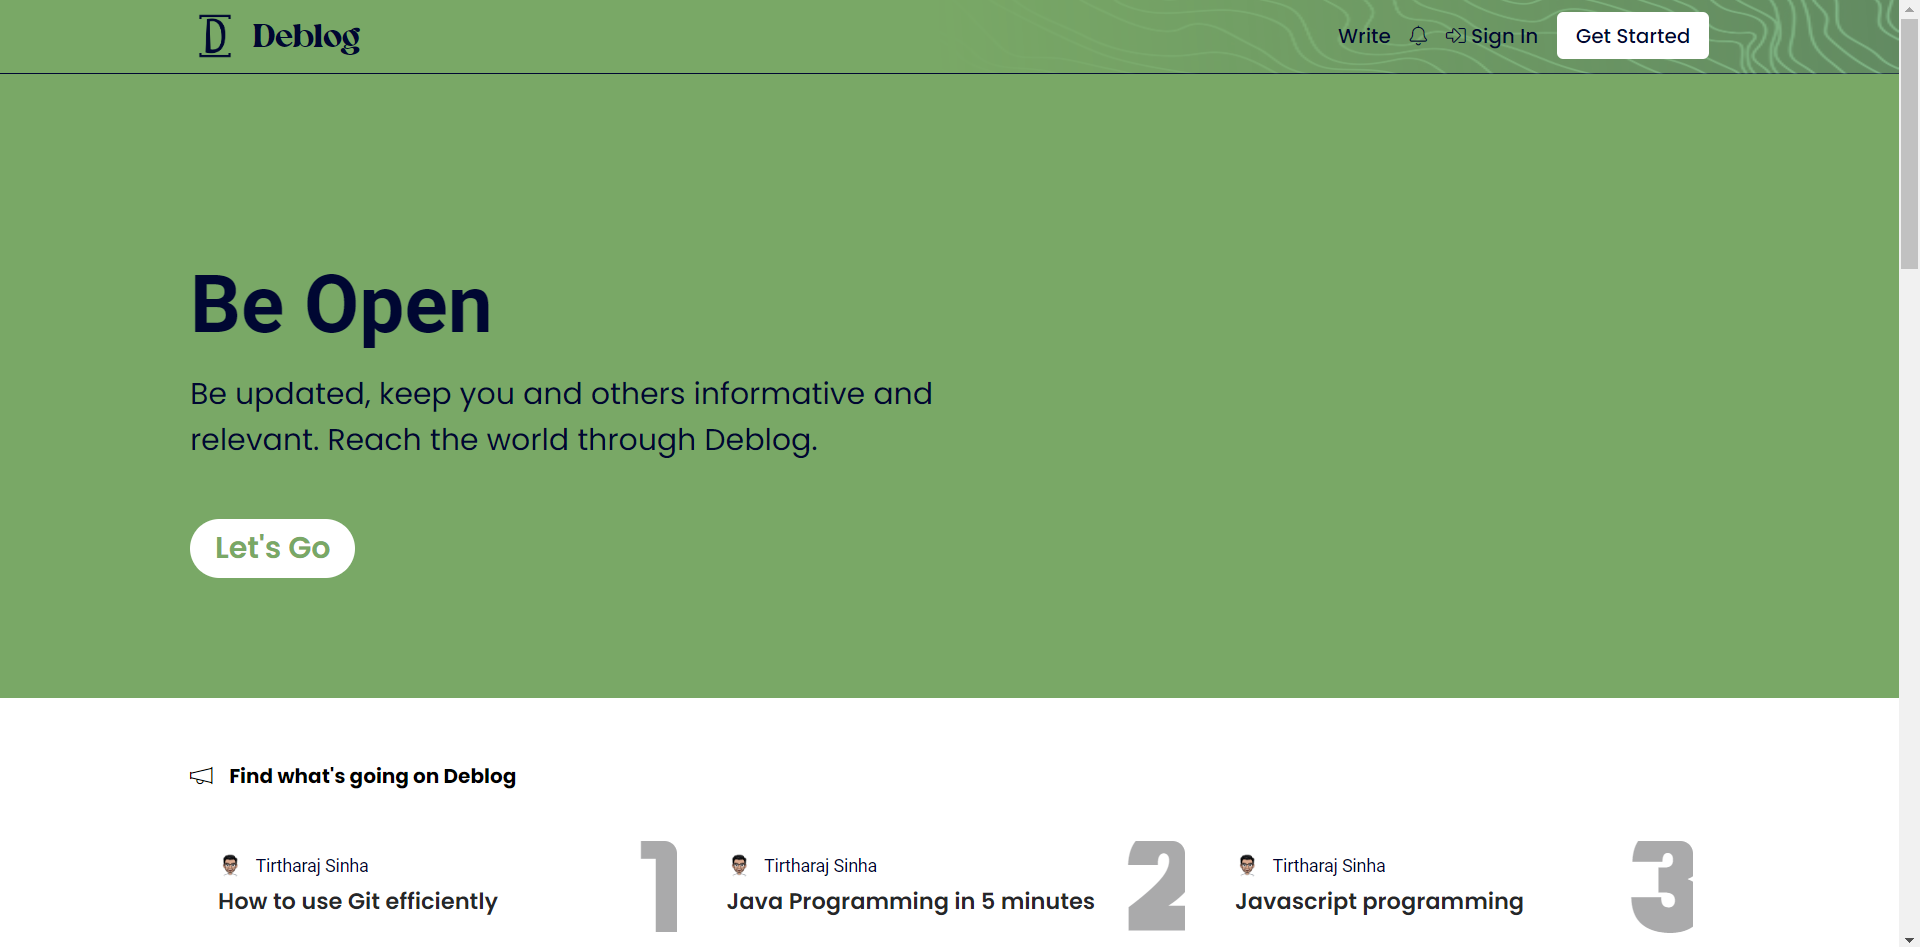 D Deblog
Write Sign In Get Started
Be Open
Be updated, keep you and others informative and
relevant. Reach the world through Deblog.
Let's Go
Find what's going on Deblog
Tirtharaj Sinha
How to use Git efficiently
1
Tirtharaj Sinha
Java Programming in 5 minutes
2
Tirtharaj Sinha
Javascript programming
3